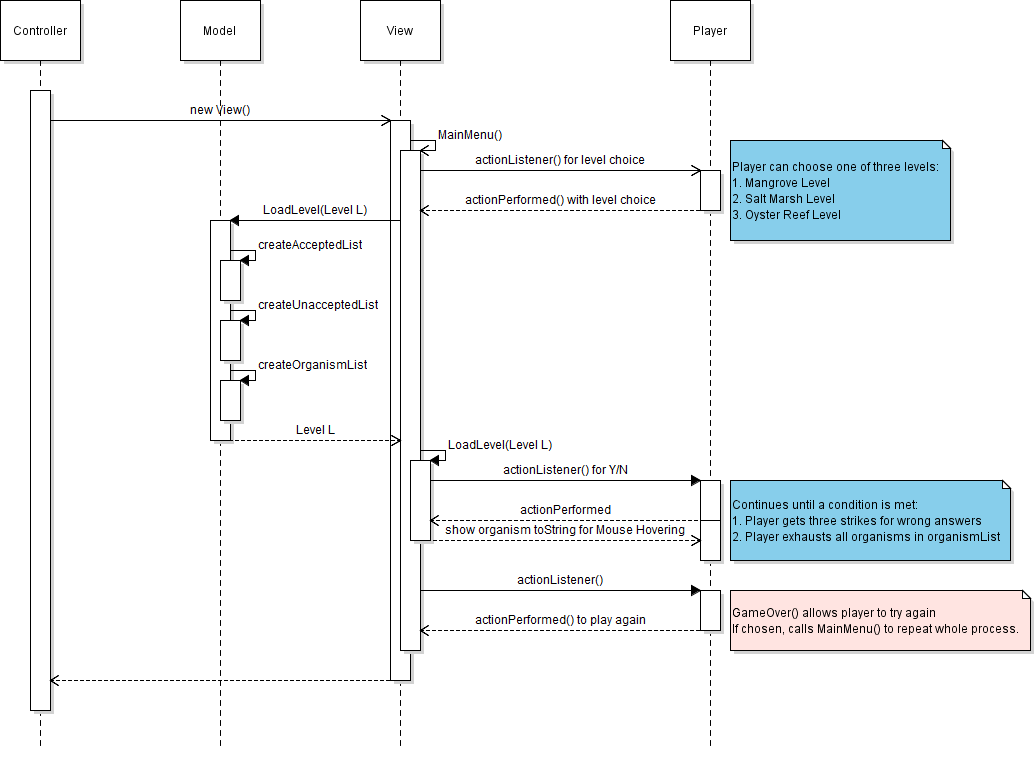 Controller
Model
View
Player
new View()
MainMenu()
actionListener() for level choice
Player can choose one of three levels:
1. Mangrove Level
2. Salt Marsh Level
3. Oyster Reef Level
actionPerformed() with level choice
LoadLevel(Level L)
createAcceptedList
createUnacceptedList
createOrganismList
Level L
LoadLevel(Level L)
actionListener() for Y/N
Continues until a condition is met:
1. Player gets three strikes for wrong answers
2. Player exhausts all organisms in organismList
actionPerformed
show organism toString for Mouse Hovering
actionListener()
GameOver() allows player to try again
If chosen, calls MainMenu() to repeat whole process.
actionPerformed() to play again